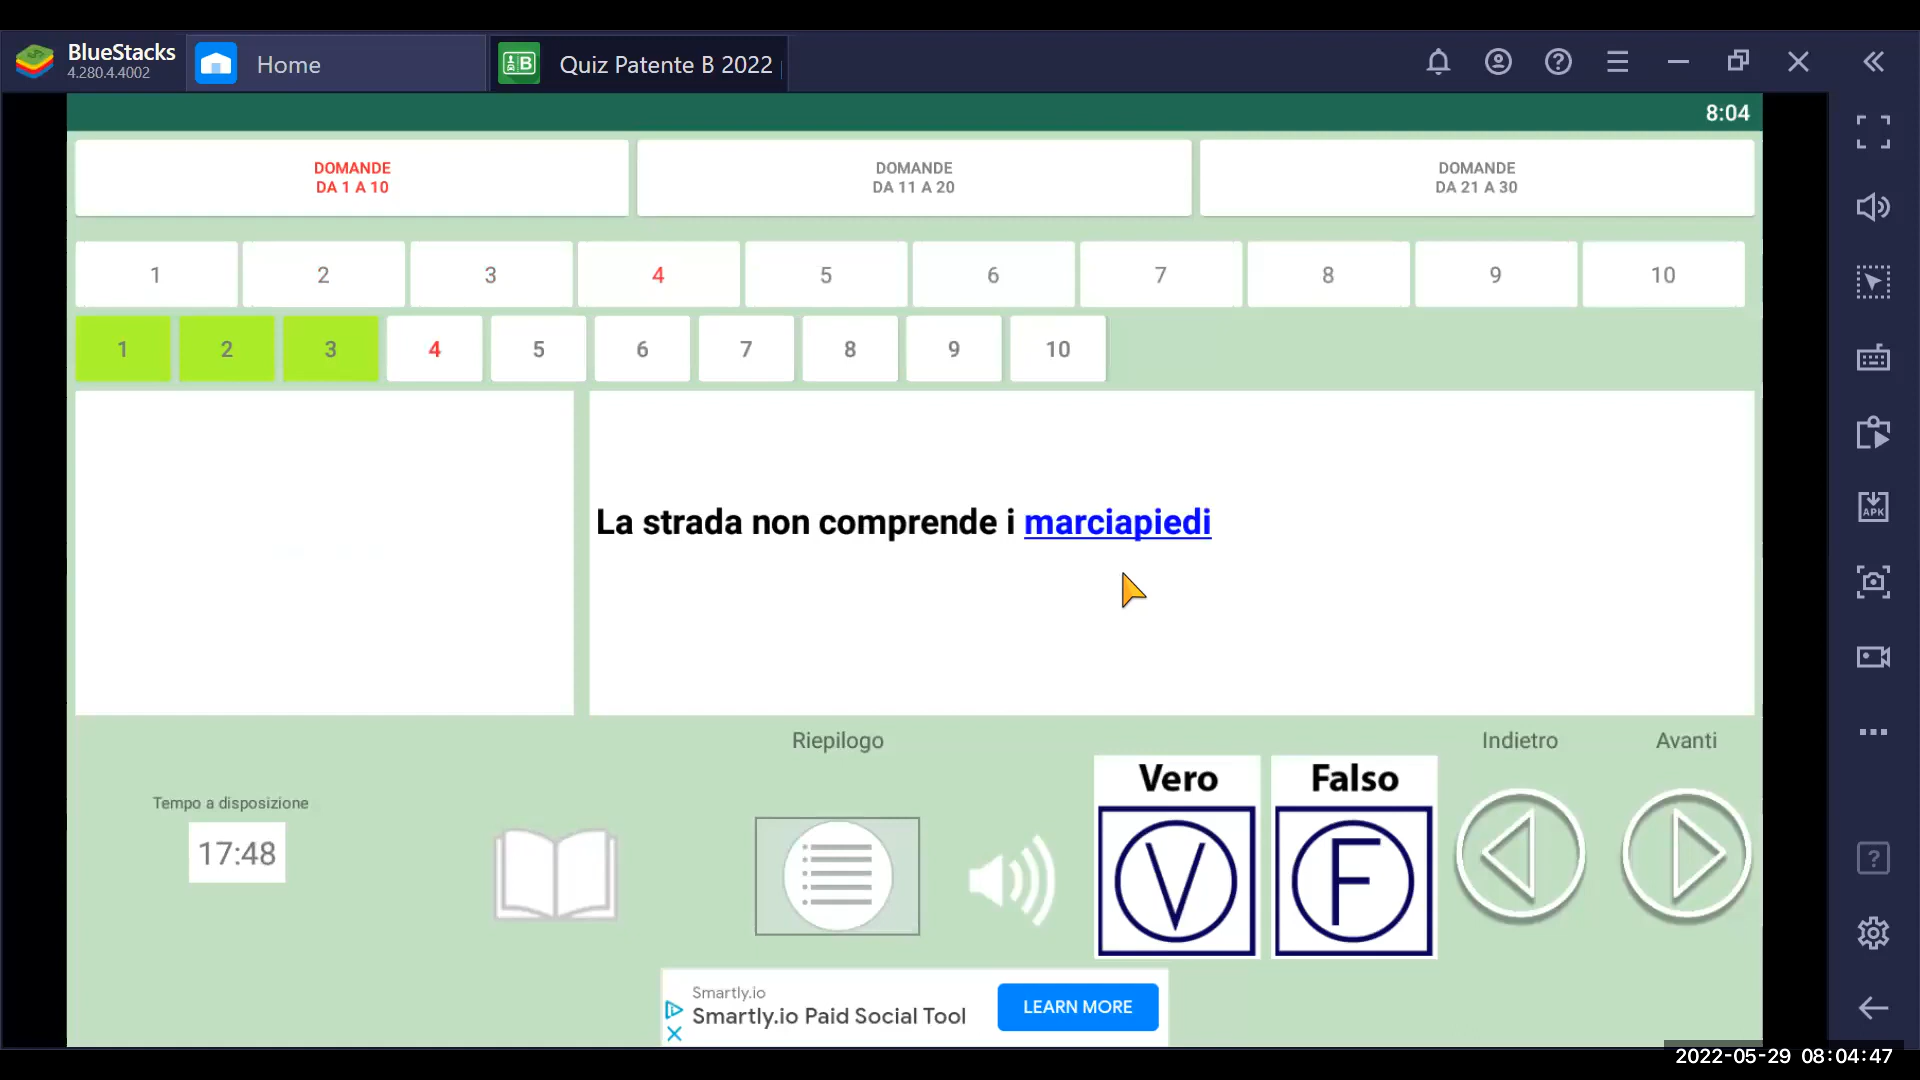 BlueStacks
4.280.4.4002
Home
Quiz Patente B 2022
8:04
DOMANDE
DA 1 A 10
DOMANDE
DA 11 A 20
DOMANDE
DA 21 A 30
1 2 3 4 5 6 7 8 9 10
1 2 3 4 5 6 7 8 9 10
La strada non comprende i marciapiedi
Riepilogo
Indietro
Avanti
Tempo a disposizione
17:48
Vero
V
Falso
F
Smartly.io
Smartly.io Paid Social Tool
LEARN MORE
APK
2022-05-29 08:04:47